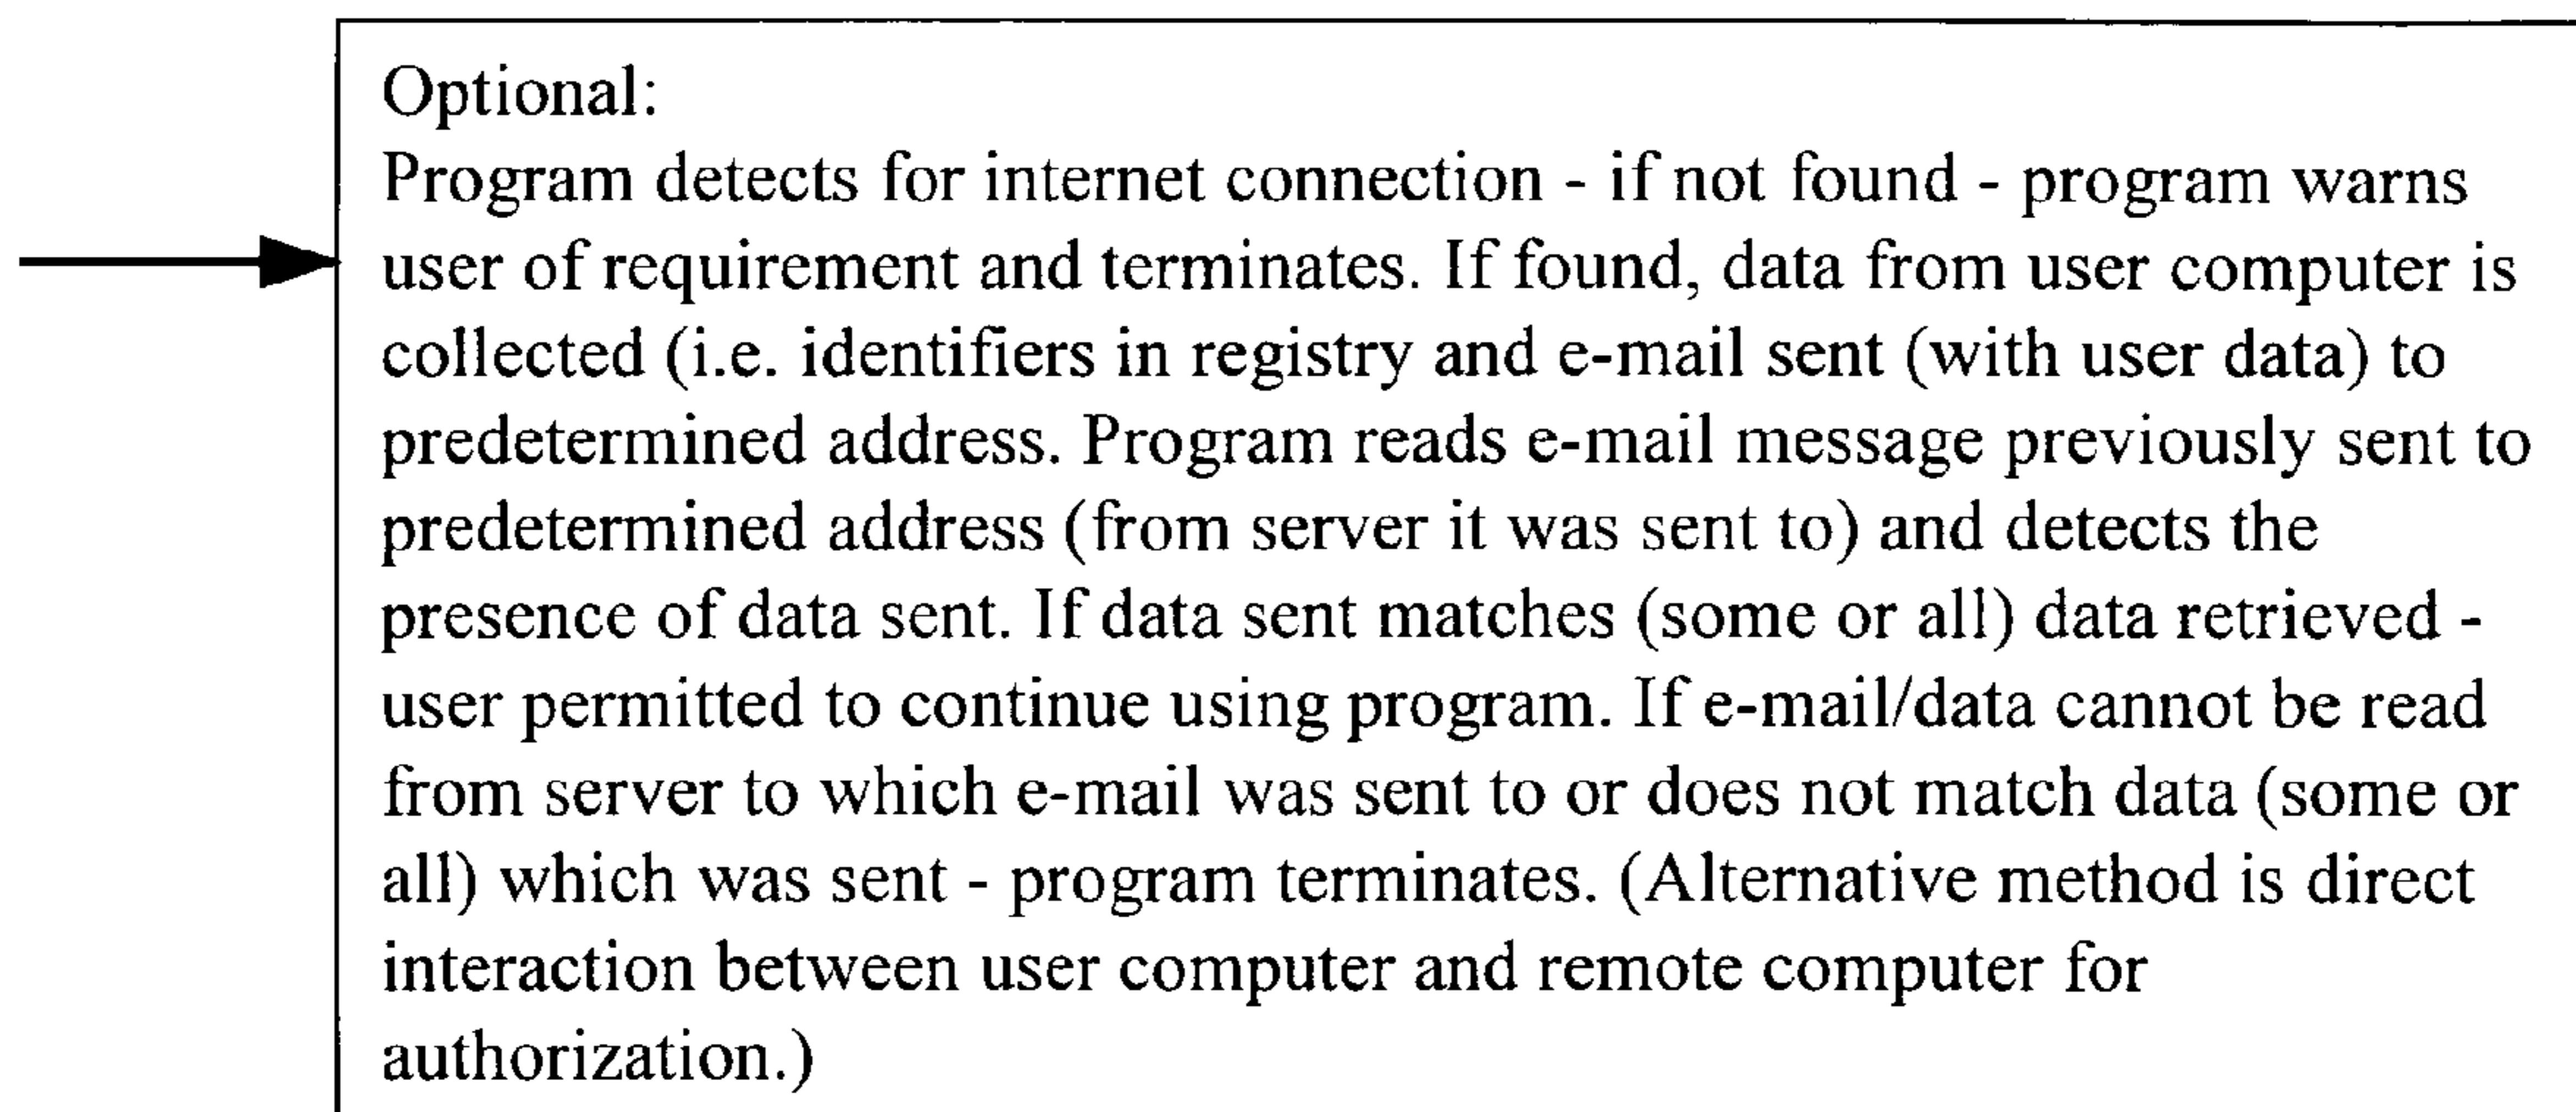 Optional:
Program detects for internet connection - if not found - program warns
user of requirement and terminates. If found, data from user computer is
collected (i.e. identifiers in registry and e-mail sent (with user data) to
predetermined address. Program reads e-mail message previously sent to
predetermined address (from server it was sent to) and detects the
presence of data sent. If data sent matches (some or all) data retrieved -
user permitted to continue using program. If e-mail/data cannot be read
from server to which e-mail was sent to or does not match data (some or
all) which was sent - program terminates. (Alternative method is direct
interaction between user computer and remote computer for
authorization.)